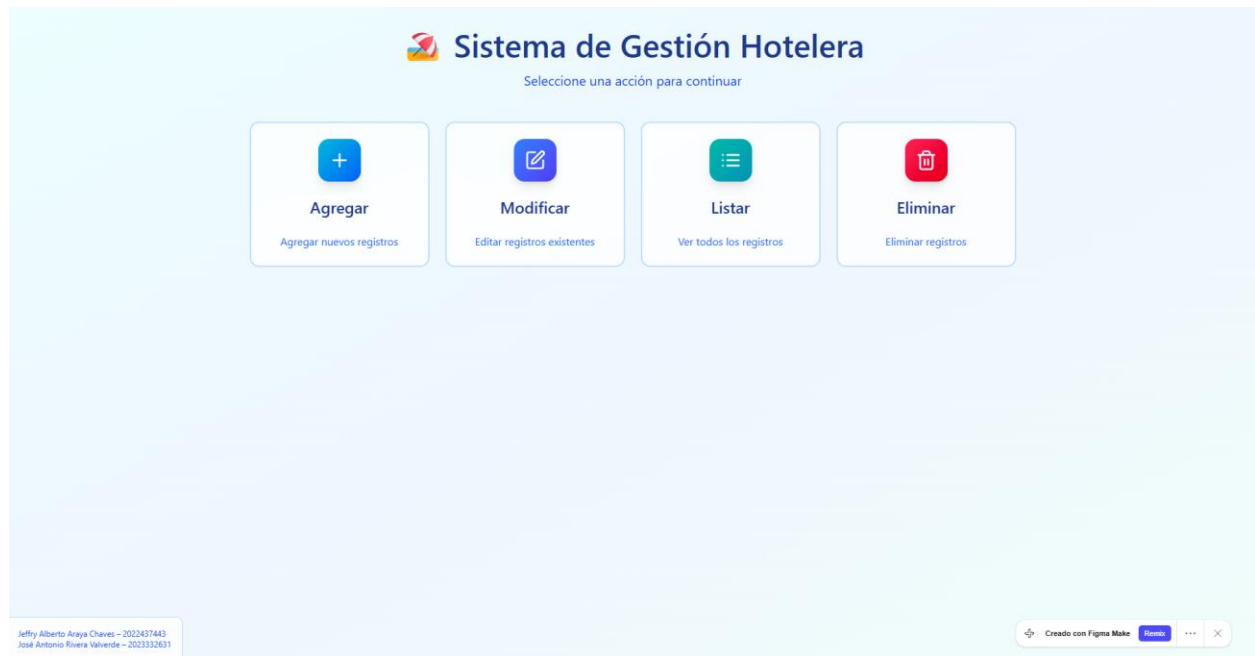 Sistema de Gestión Hotelera
Seleccione una acción para continuar
Agregar
Agregar nuevos registros
Modificar
Editar registros existentes
Listar
Ver todos los registros
Eliminar
Eliminar registros
Jeffry Alberto Araya Chaves – 2022437443
José Antonio Rivera Valverde – 2023332631
Creado con Figma Make Remix